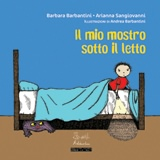 Barbara Barbantini • Arianna Sangiovanni
Illustrazioni di Andrea Barbantini
Il mio mostro
sotto il letto